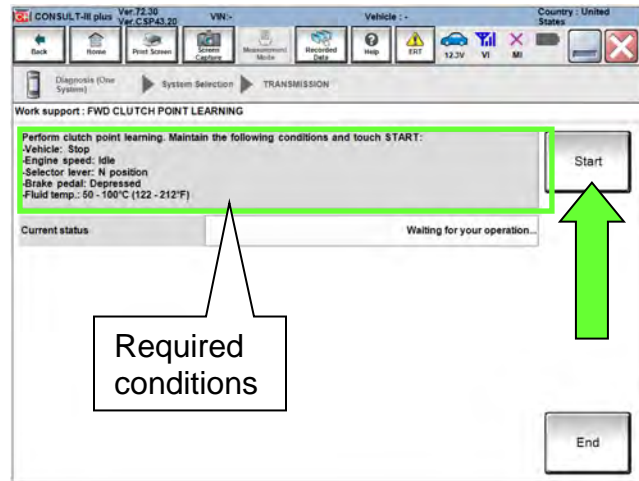 CONSULT-III plus Ver.72.30 VIN:- Vehicle : - Country : United
Ver.CSP43.20 States
Back Home Print Screen Screen Capture Measurement Mode Recorded Data Help ERT 12.3V VI MI
Diagnosis (One System) System Selection TRANSMISSION
Work support : FWD CLUTCH POINT LEARNING
Perform clutch point learning. Maintain the following conditions and touch START:
-Vehicle: Stop
-Engine speed: Idle
-Selector lever: N position
-Brake pedal: Depressed
-Fluid temp.: 50 - 100°C (122 - 212°F)
Start
Current status Waiting for your operation...
Required
conditions
End